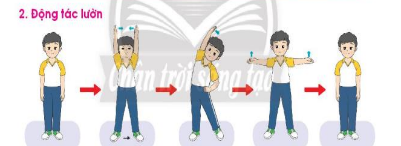 2. Động tác lườn
Chân trời sáng tạo